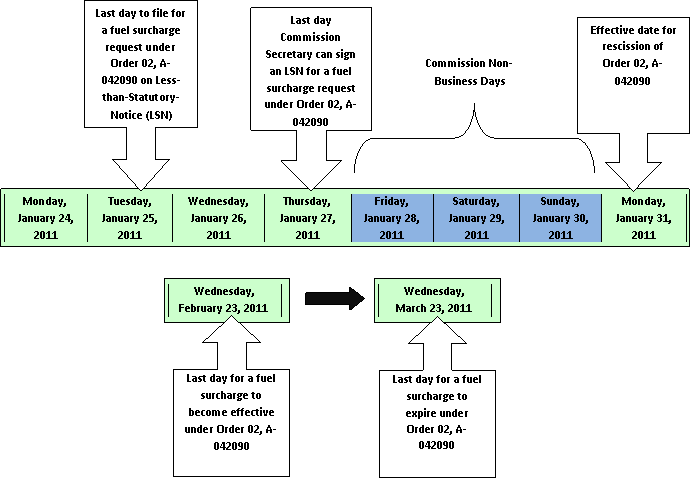 Last day to file for
a fuel surcharge
request under
Order 02, A-
042090 on Less-
than-Statutory-
Notice (LSN)
Last day
Commission
Secretary can sign
an LSN for a fuel
surcharge request
under Order 02, A-
042090
Commission Non-
Business Days
Effective date for
rescission of
Order 02, A-
042090
Monday,
January 24,
2011
Tuesday,
January 25,
2011
Wednesday,
January 26,
2011
Thursday,
January 27,
2011
Friday,
January 28,
2011
Saturday,
January 29,
2011
Sunday,
January 30,
2011
Monday,
January 31,
2011
Wednesday,
February 23, 2011
Wednesday,
March 23, 2011
Last day for a fuel
surcharge to
become effective
under Order 02, A-
042090
Last day for a fuel
surcharge to
expire under
Order 02, A-
042090